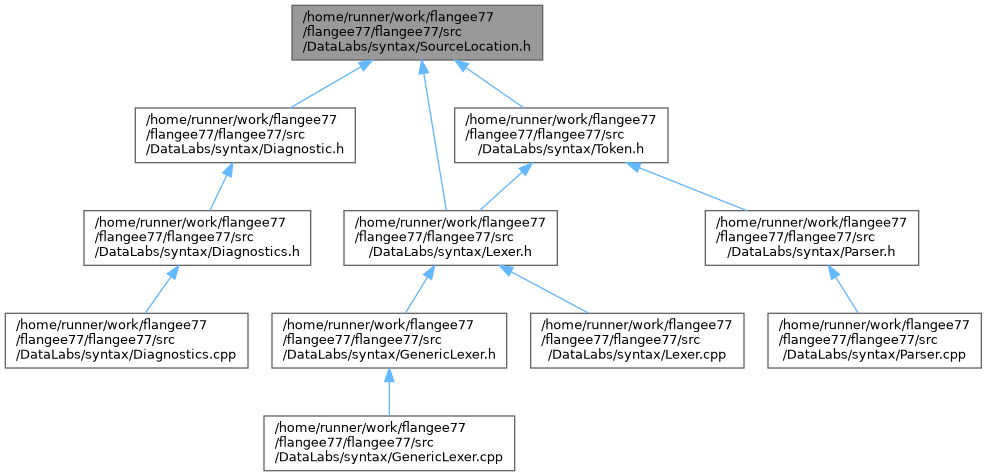 /home/runner/work/flangee77
/flangee77/flangee77/src
/DataLabs/syntax/SourceLocation.h
/home/runner/work/flangee77
/flangee77/flangee77/src
/DataLabs/syntax/Diagnostic.h
/home/runner/work/flangee77
/flangee77/flangee77/src
/DataLabs/syntax/Token.h
/home/runner/work/flangee77
/flangee77/flangee77/src
/DataLabs/syntax/Diagnostics.h
/home/runner/work/flangee77
/flangee77/flangee77/src
/DataLabs/syntax/Lexer.h
/home/runner/work/flangee77
/flangee77/flangee77/src
/DataLabs/syntax/Parser.h
/home/runner/work/flangee77
/flangee77/flangee77/src
/DataLabs/syntax/Diagnostics.cpp
/home/runner/work/flangee77
/flangee77/flangee77/src
/DataLabs/syntax/GenericLexer.h
/home/runner/work/flangee77
/flangee77/flangee77/src
/DataLabs/syntax/Lexer.cpp
/home/runner/work/flangee77
/flangee77/flangee77/src
/DataLabs/syntax/Parser.cpp
/home/runner/work/flangee77
/flangee77/flangee77/src
/DataLabs/syntax/GenericLexer.cpp